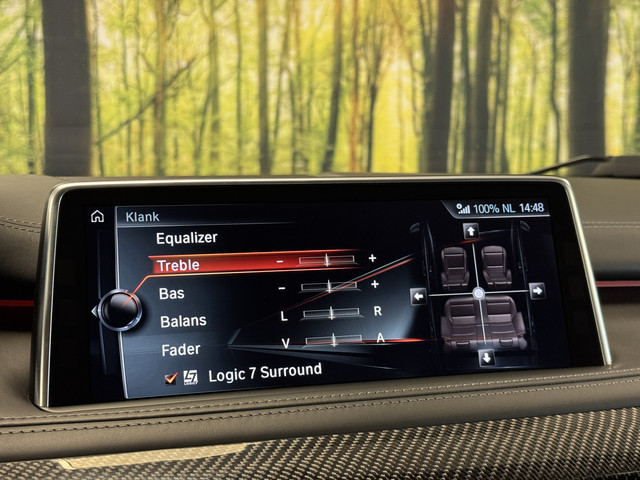 Klank
100% NL 14:48
Equalizer
Treble - +
Bas - +
Balans L R
Fader V A
Logic 7 Surround